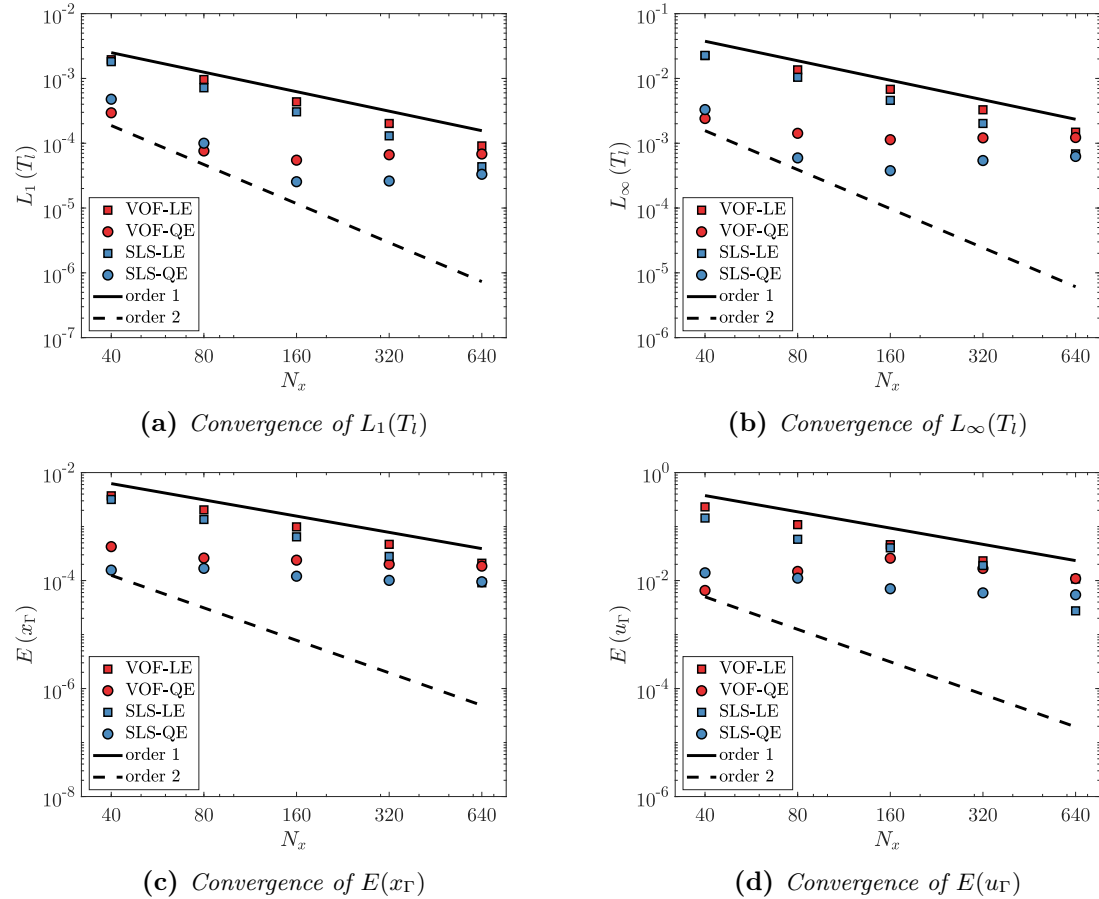 10^{-2}
10^{-3}
10^{-4}
10^{-5}
10^{-6}
10^{-7}
L_1(T_l)
VOF-LE
VOF-QE
SLS-LE
SLS-QE
order 1
order 2
40 80 160 320 640
N_x
(a) Convergence of L_1(T_l)
10^{-1}
10^{-2}
10^{-3}
10^{-4}
10^{-5}
10^{-6}
L_∞(T_l)
VOF-LE
VOF-QE
SLS-LE
SLS-QE
order 1
order 2
40 80 160 320 640
N_x
(b) Convergence of L_∞(T_l)
10^{-2}
10^{-4}
10^{-6}
10^{-8}
E(x_Γ)
VOF-LE
VOF-QE
SLS-LE
SLS-QE
order 1
order 2
40 80 160 320 640
N_x
(c) Convergence of E(x_Γ)
10^0
10^{-2}
10^{-4}
10^{-6}
E(u_Γ)
VOF-LE
VOF-QE
SLS-LE
SLS-QE
order 1
order 2
40 80 160 320 640
N_x
(d) Convergence of E(u_Γ)